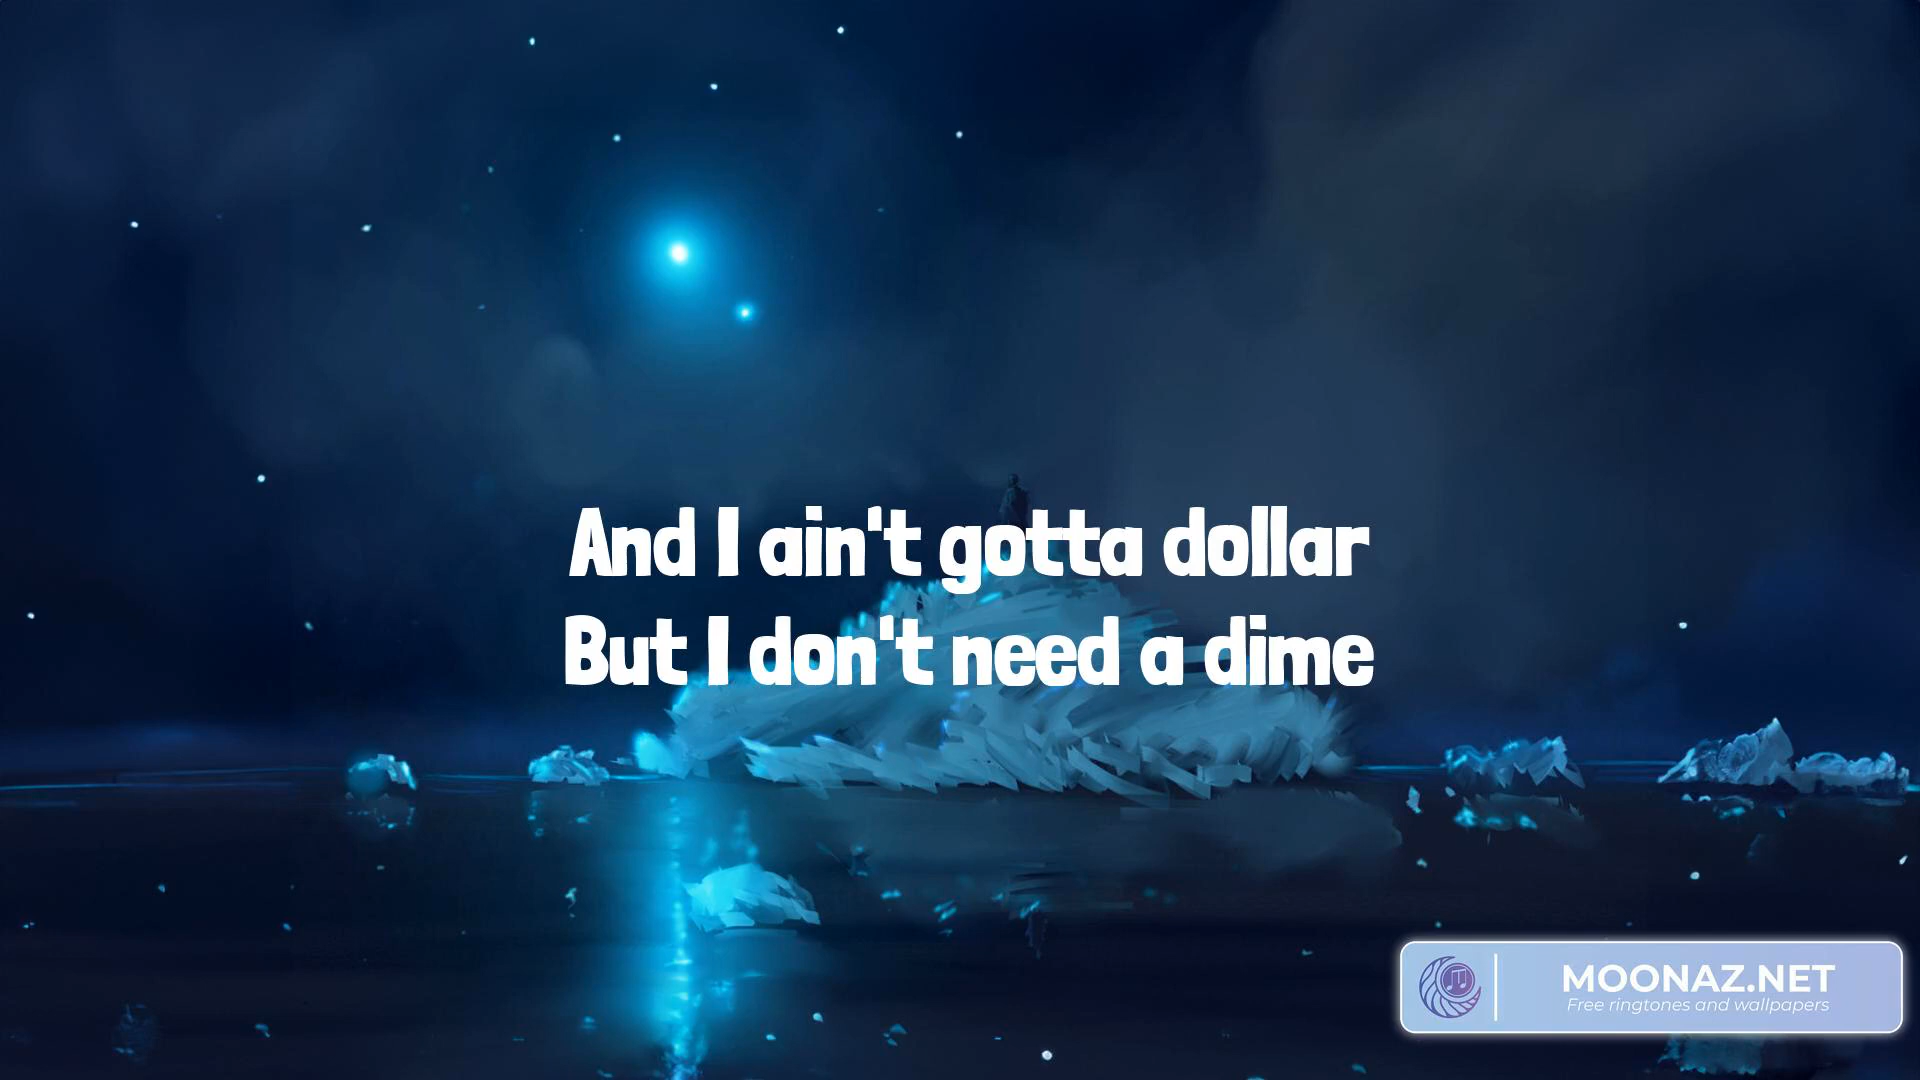 And I ain't gotta dollar
But I don't need a dime
MOONAZ.NET
Free ringtones and wallpapers